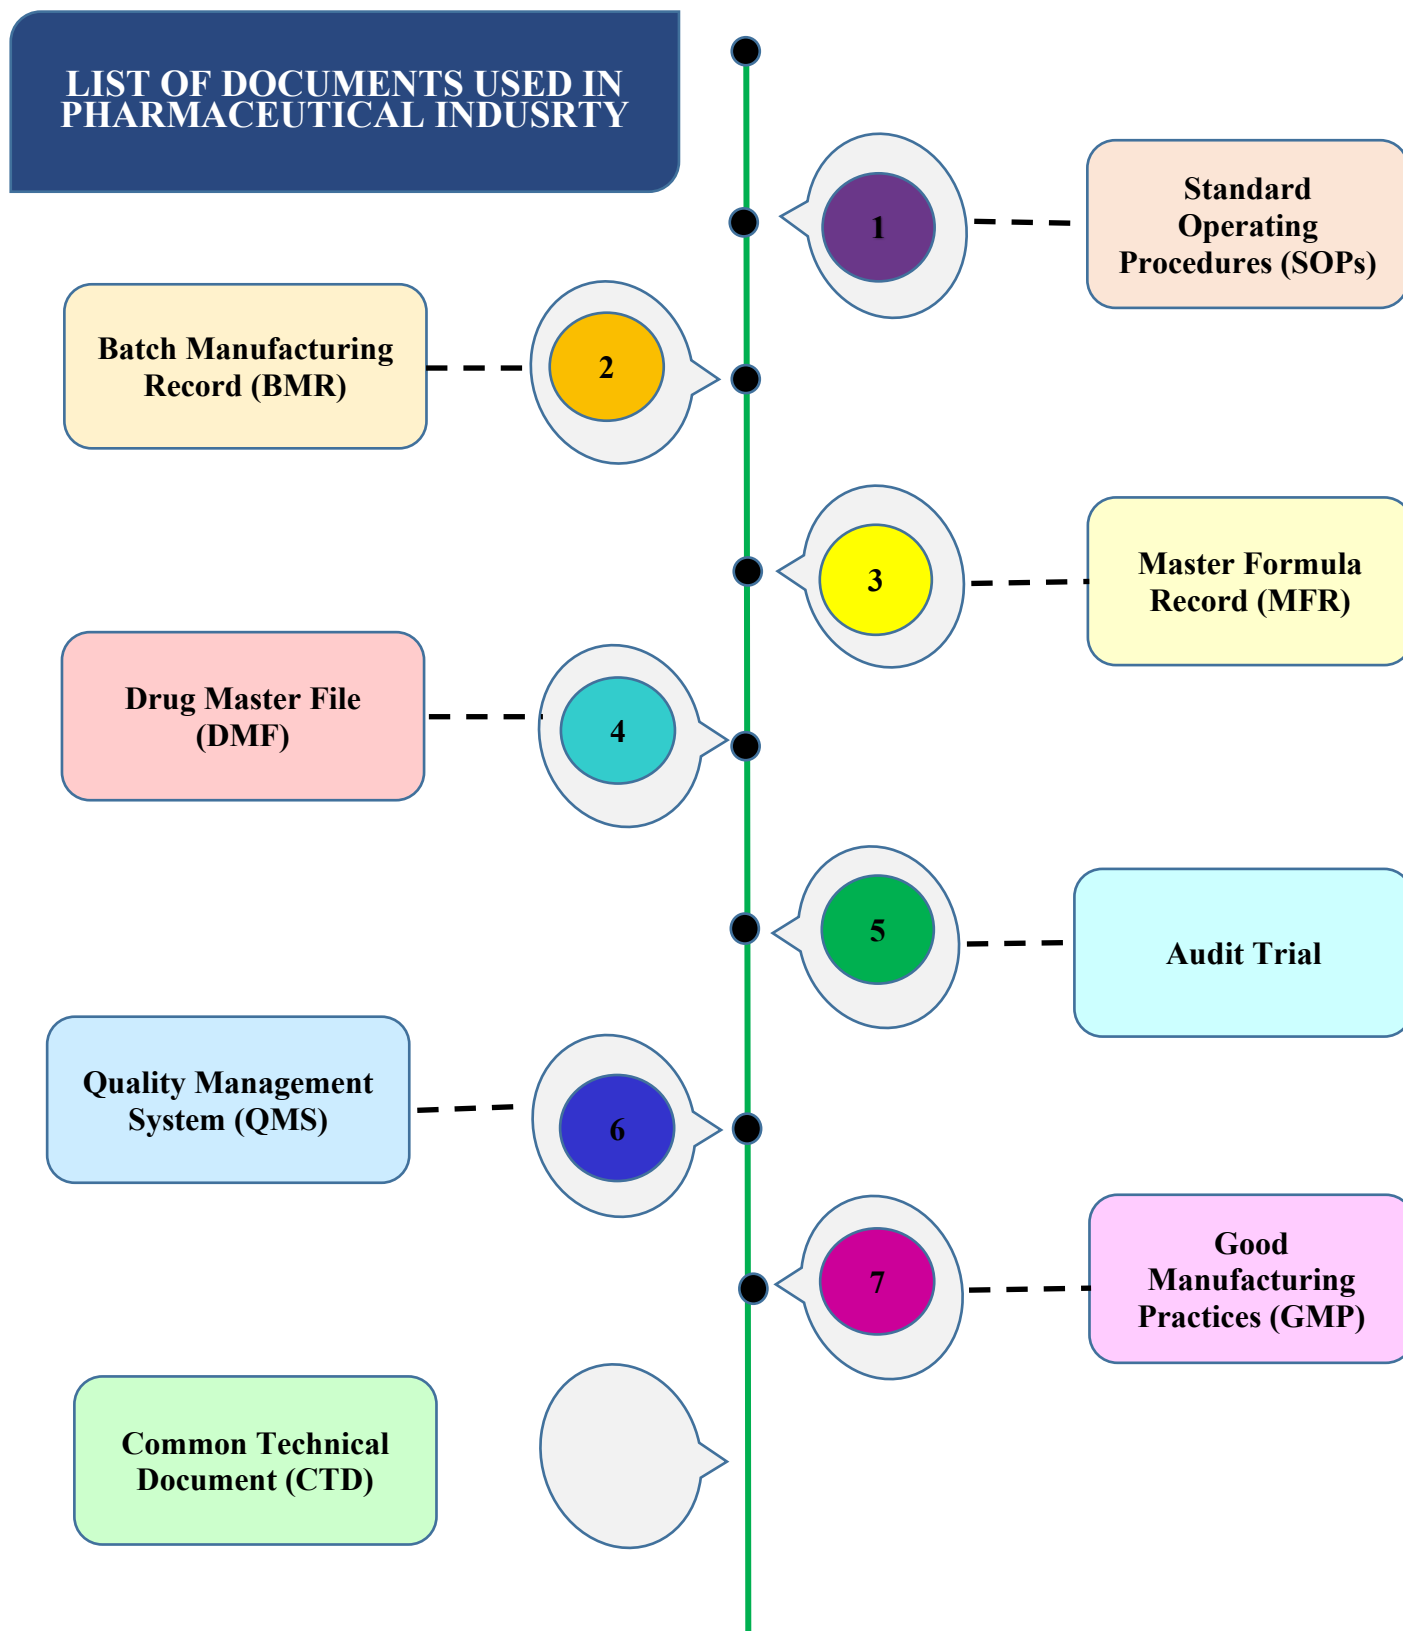 LIST OF DOCUMENTS USED IN
PHARMACEUTICAL INDUSRTY
1
Standard
Operating
Procedures (SOPs)
Batch Manufacturing
Record (BMR)
2
3
Master Formula
Record (MFR)
Drug Master File
(DMF)
4
5
Audit Trial
Quality Management
System (QMS)
6
7
Good
Manufacturing
Practices (GMP)
Common Technical
Document (CTD)